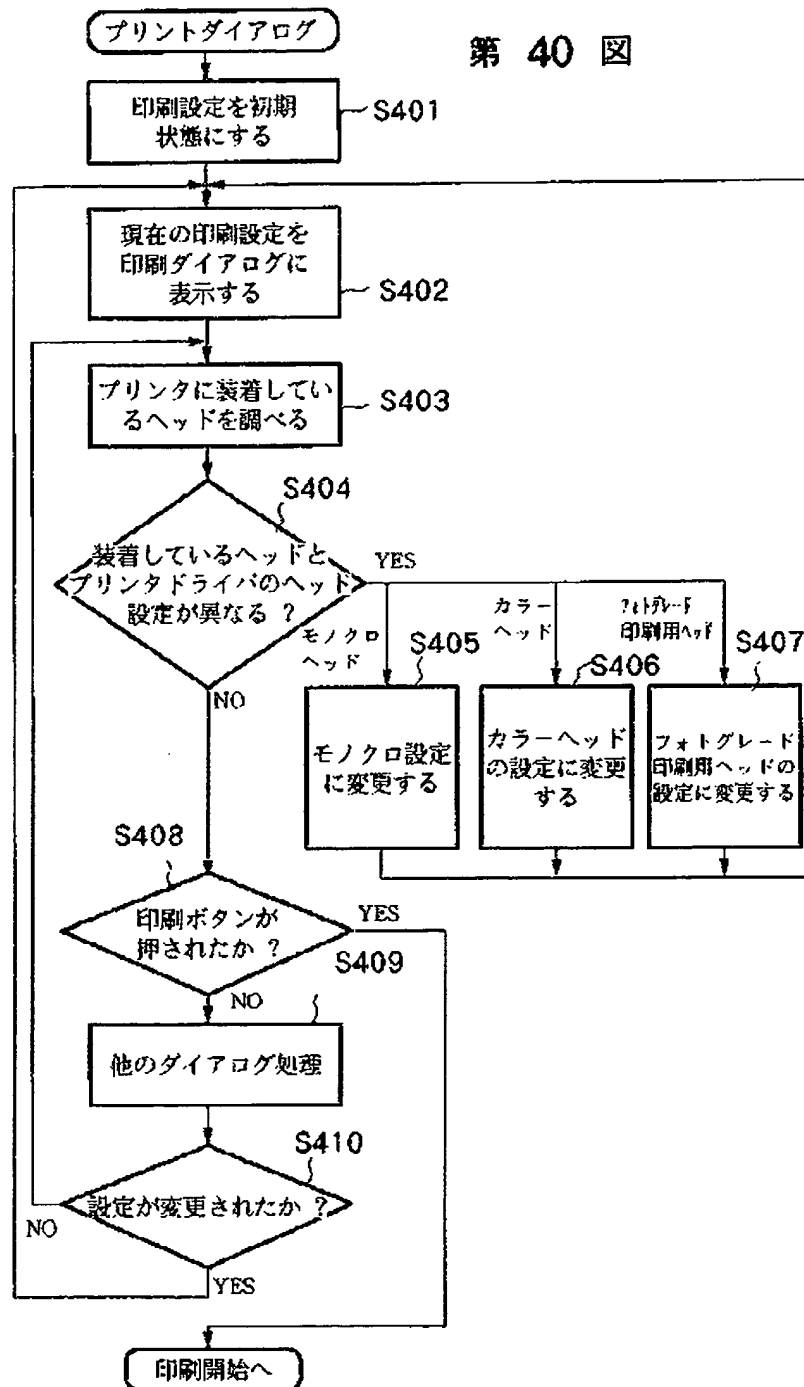 プリントダイアログ
第 40 図
印刷設定を初期
状態にする
S401
現在の印刷設定を
印刷ダイアログに
表示する
S402
プリンタに装着してい
るヘッドを調べる
S403
S404
装着しているヘッドと
プリンタドライバのヘッド
設定が異なる ?
YES
NO
モノクロ
ヘッド
カラー
ヘッド
フォトグレード
印刷用ヘッド
S405
S406
S407
モノクロ設定
に変更する
カラーヘッド
の設定に変更
する
フォトグレード
印刷用ヘッドの
設定に変更する
S408
印刷ボタンが
押されたか ?
YES
NO
S409
他のダイアログ処理
S410
設定が変更されたか ?
NO
YES
印刷開始へ